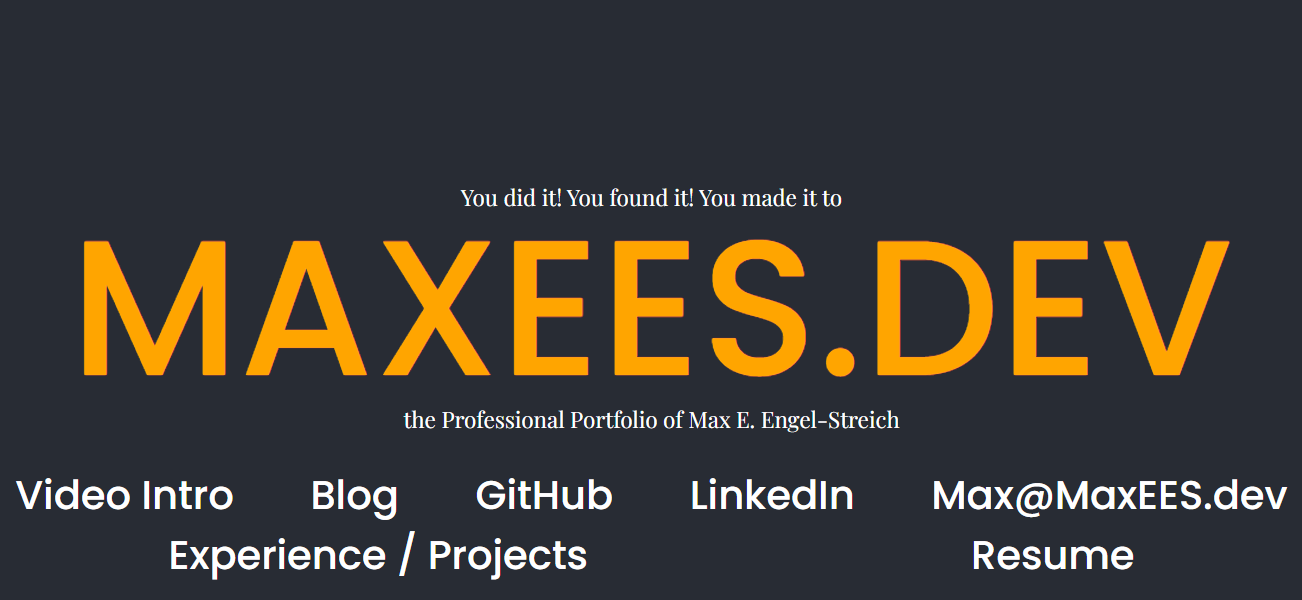 You did it! You found it! You made it to
MAXEES.DEV
the Professional Portfolio of Max E. Engel-Streich
Video Intro Blog GitHub LinkedIn Max@MaxEES.dev
Experience / Projects Resume